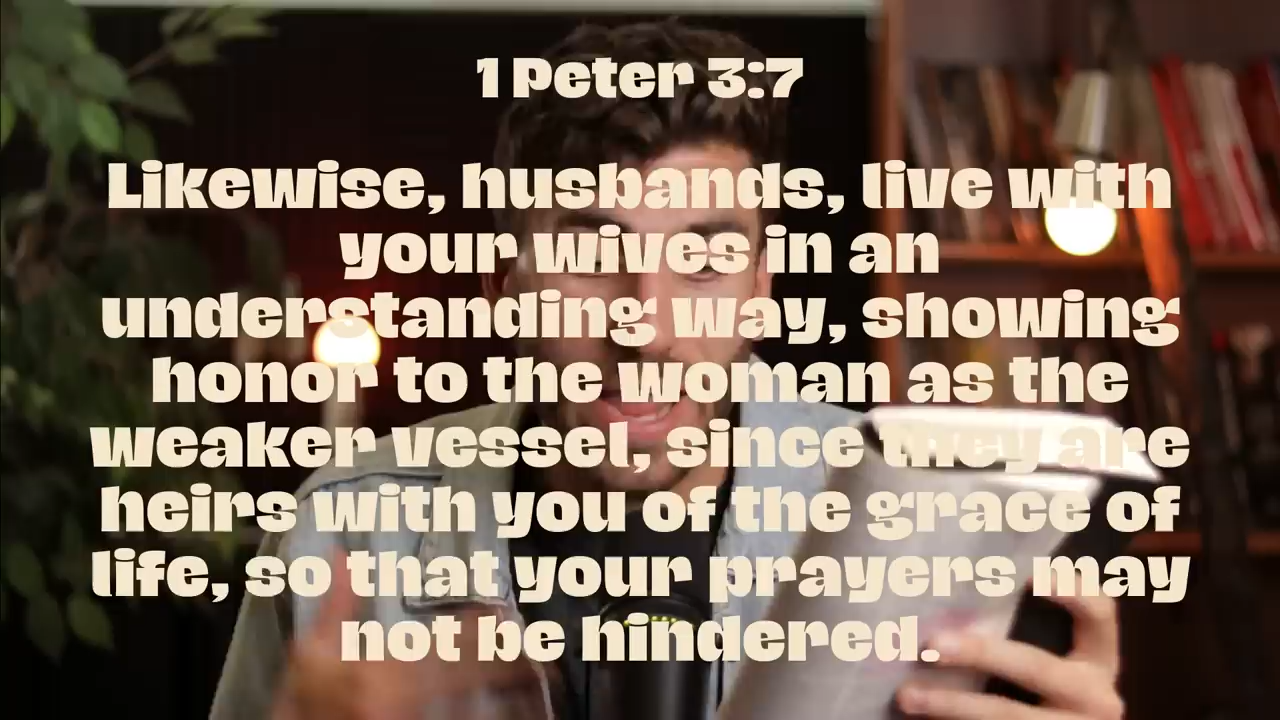 1 Peter 3:7
Likewise, husbands, live with
your wives in an
understanding way, showing
honor to the woman as the
weaker vessel, since they are
heirs with you of the grace of
life, so that your prayers may
not be hindered.